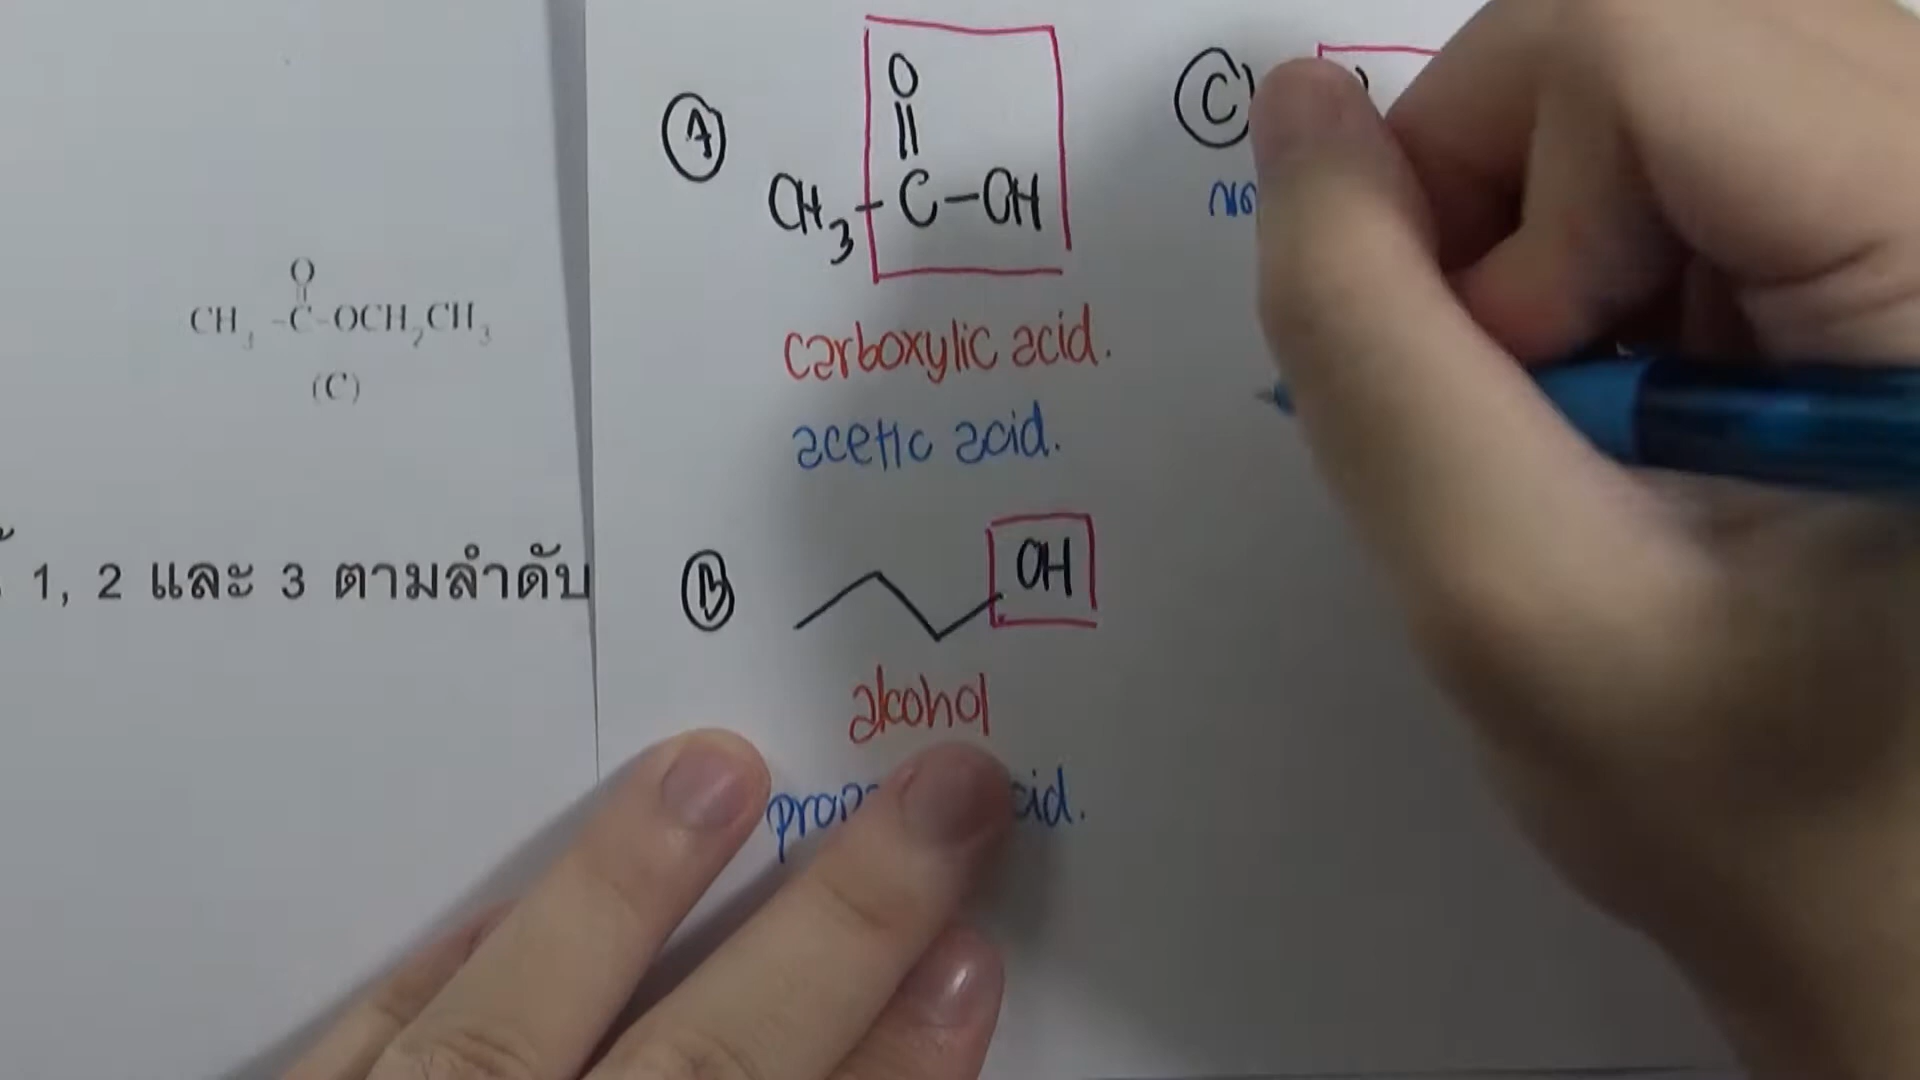 O
CH3-C-OCH2CH3
(C)
1, 2 และ 3 ตามลำดับ
A
O
CH3-C-OH
carboxylic acid.
acetic acid.
B
OH
alcohol
C